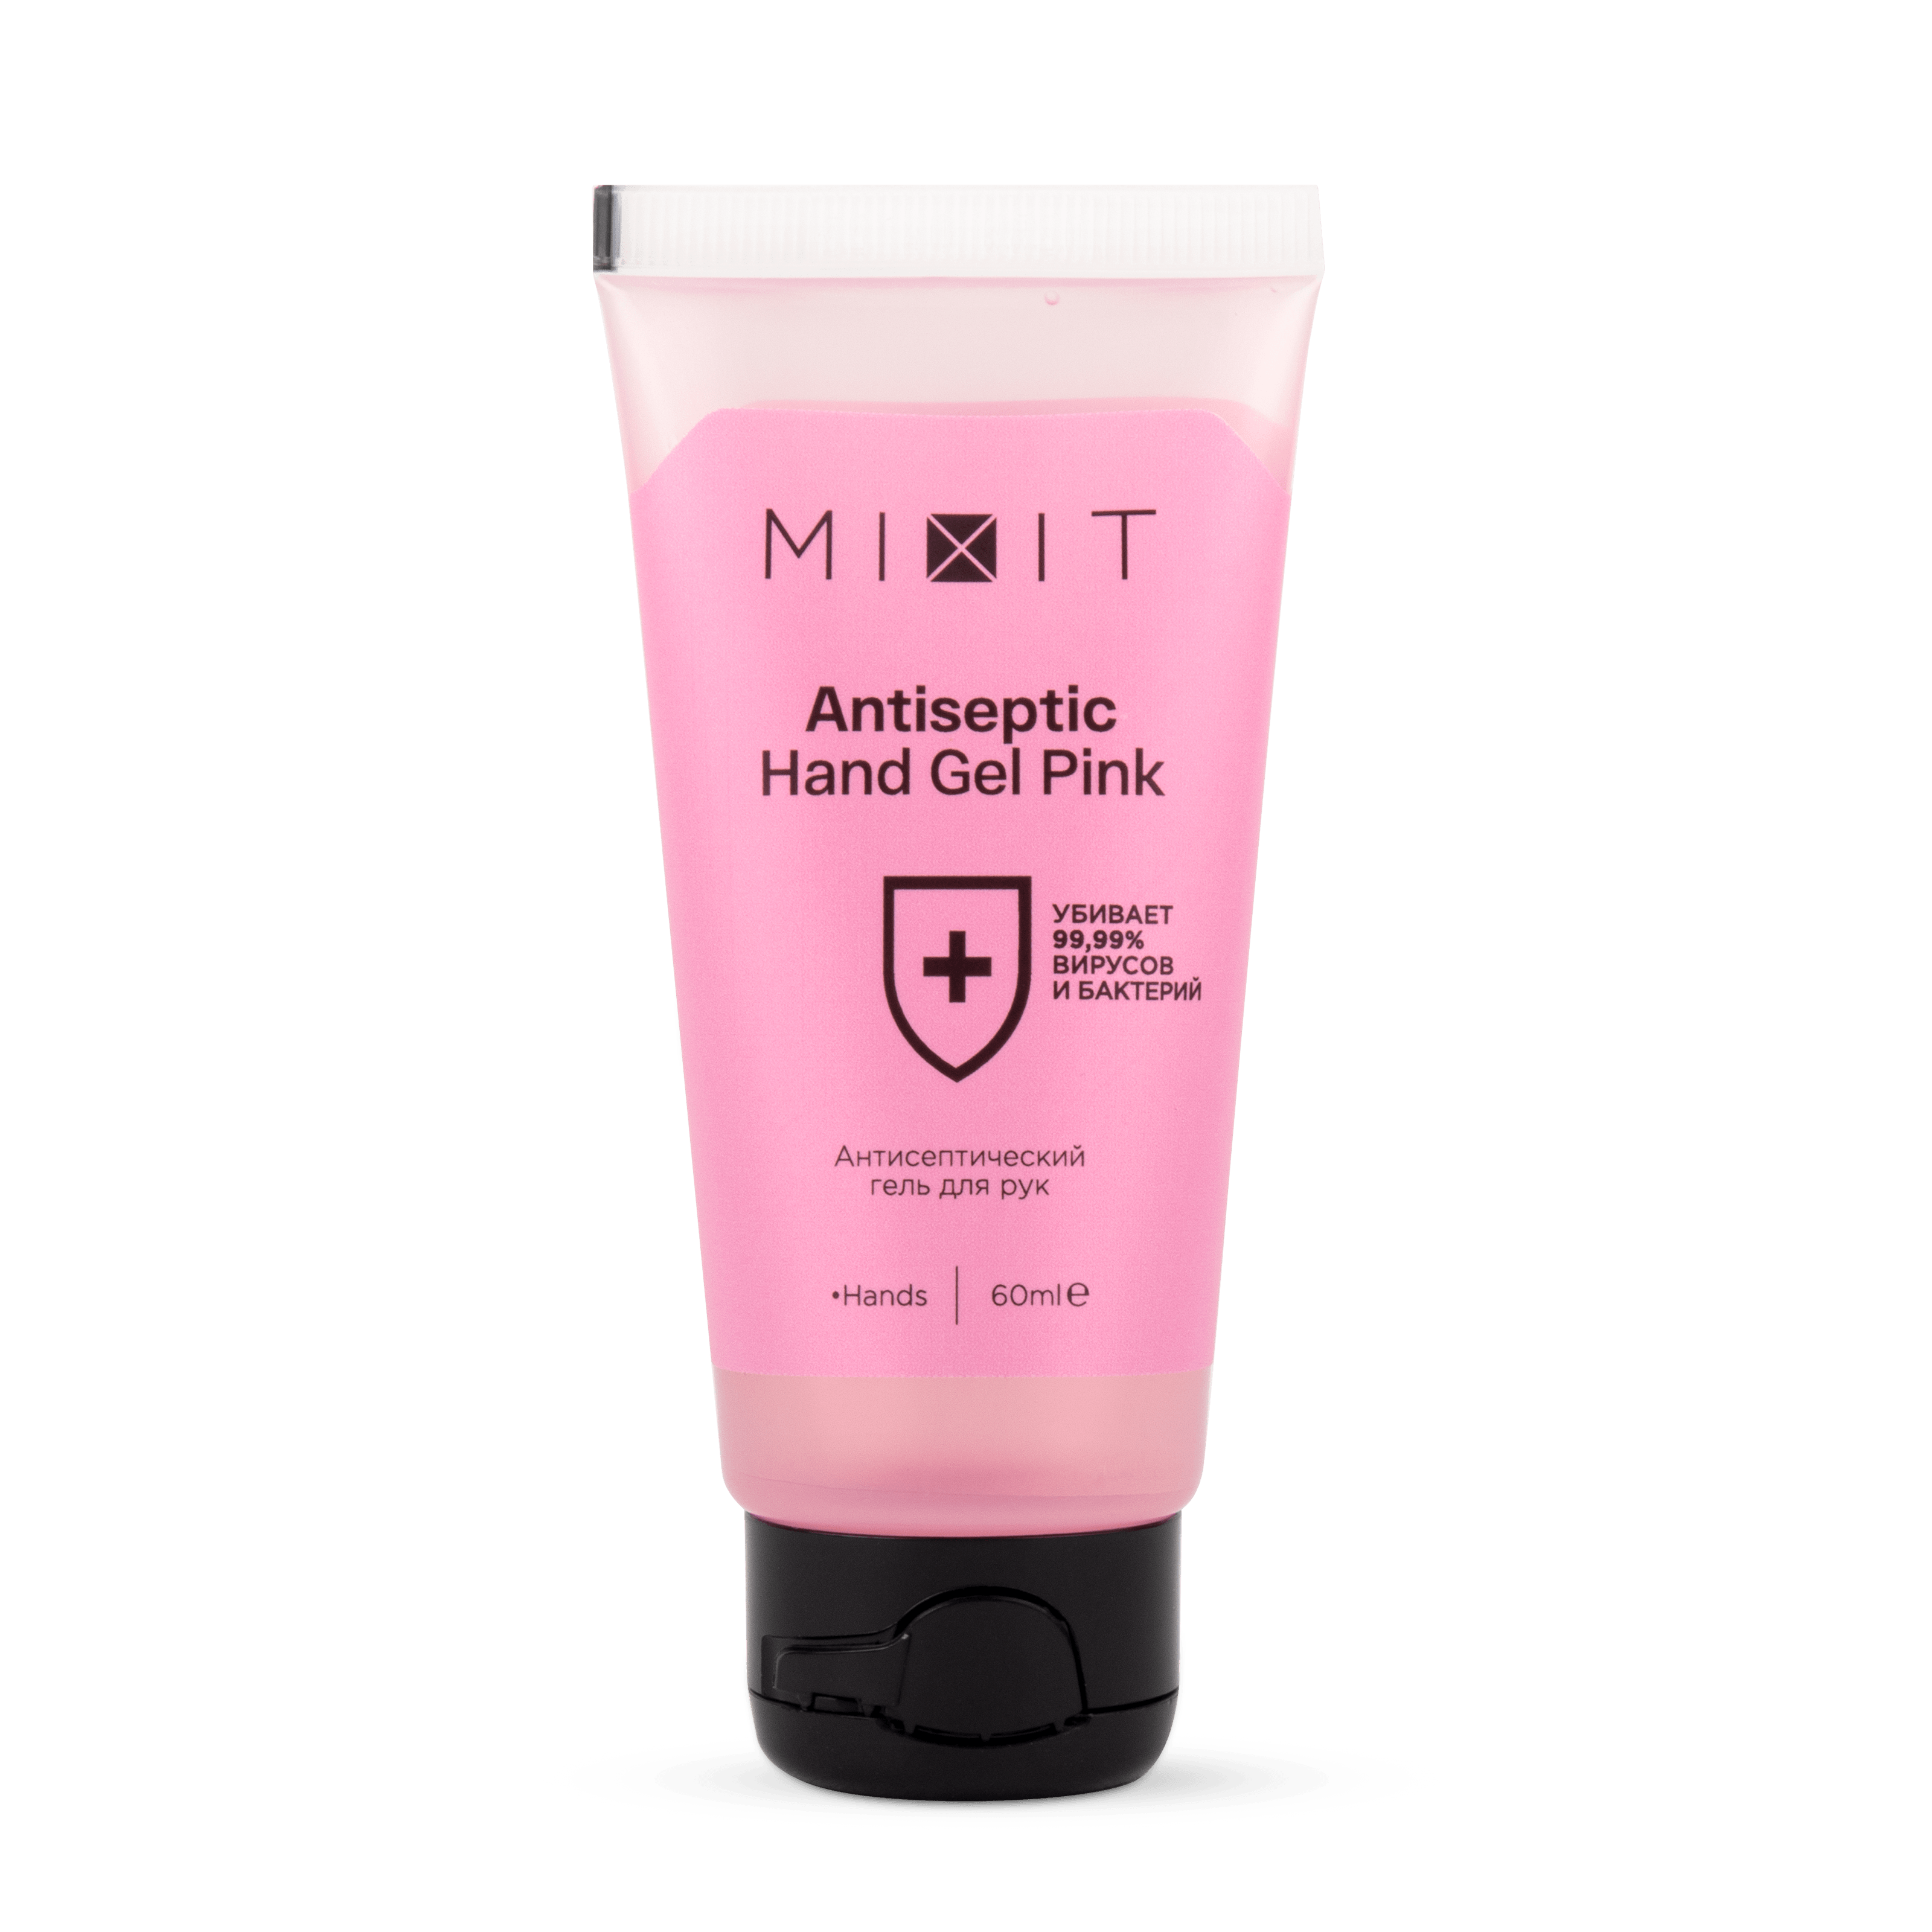 MIXIT
Antiseptic
Hand Gel Pink
УБИВАЕТ
99,99%
ВИРУСОВ
И БАКТЕРИЙ
Антисептический
гель для рук
•Hands | 60ml℮